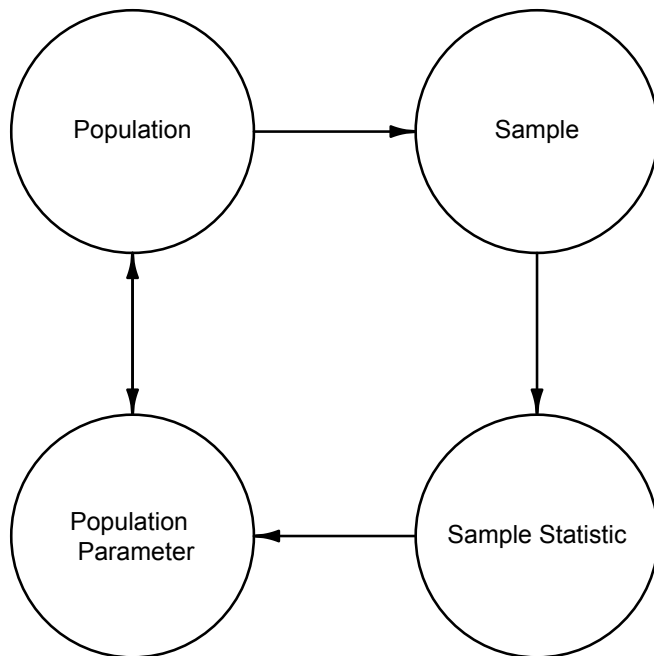 Population
Sample
Population
Parameter
Sample Statistic